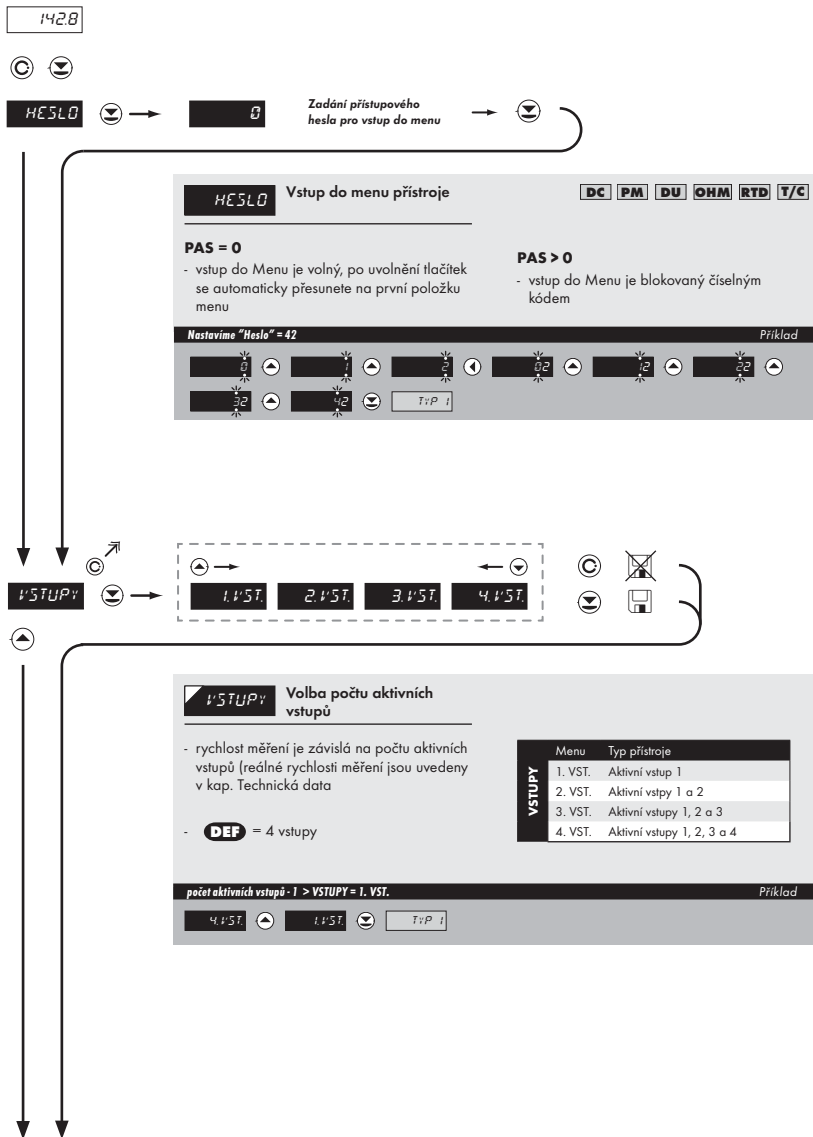 142.8
HESLO
0
Zadání přístupového
hesla pro vstup do menu
HESLO
Vstup do menu přístroje
DC PM DU OHM RTD T/C
PAS = 0
- vstup do Menu je volný, po uvolnění tlačítek
se automaticky přesunete na první položku
menu
PAS > 0
- vstup do Menu je blokovaný číselným
kódem
Nastavíme "Heslo" = 42
Příklad
0 1 2 02 12 22
32 42 TYP 1
VSTUPY
1. VST. 2. VST. 3. VST. 4. VST.
VSTUPY
Volba počtu aktivních
vstupů
- rychlost měření je závislá na počtu aktivních
vstupů (reálné rychlosti měření jsou uvedeny
v kap. Technická data
- DEF = 4 vstupy
VSTUPY
Menu Typ přístroje
1. VST. Aktivní vstup 1
2. VST. Aktivní vstpy 1 a 2
3. VST. Aktivní vstupy 1, 2 a 3
4. VST. Aktivní vstupy 1, 2, 3 a 4
počet aktivních vstupů - 1 > VSTUPY = 1. VST.
Příklad
4. VST. 1. VST. TYP 1